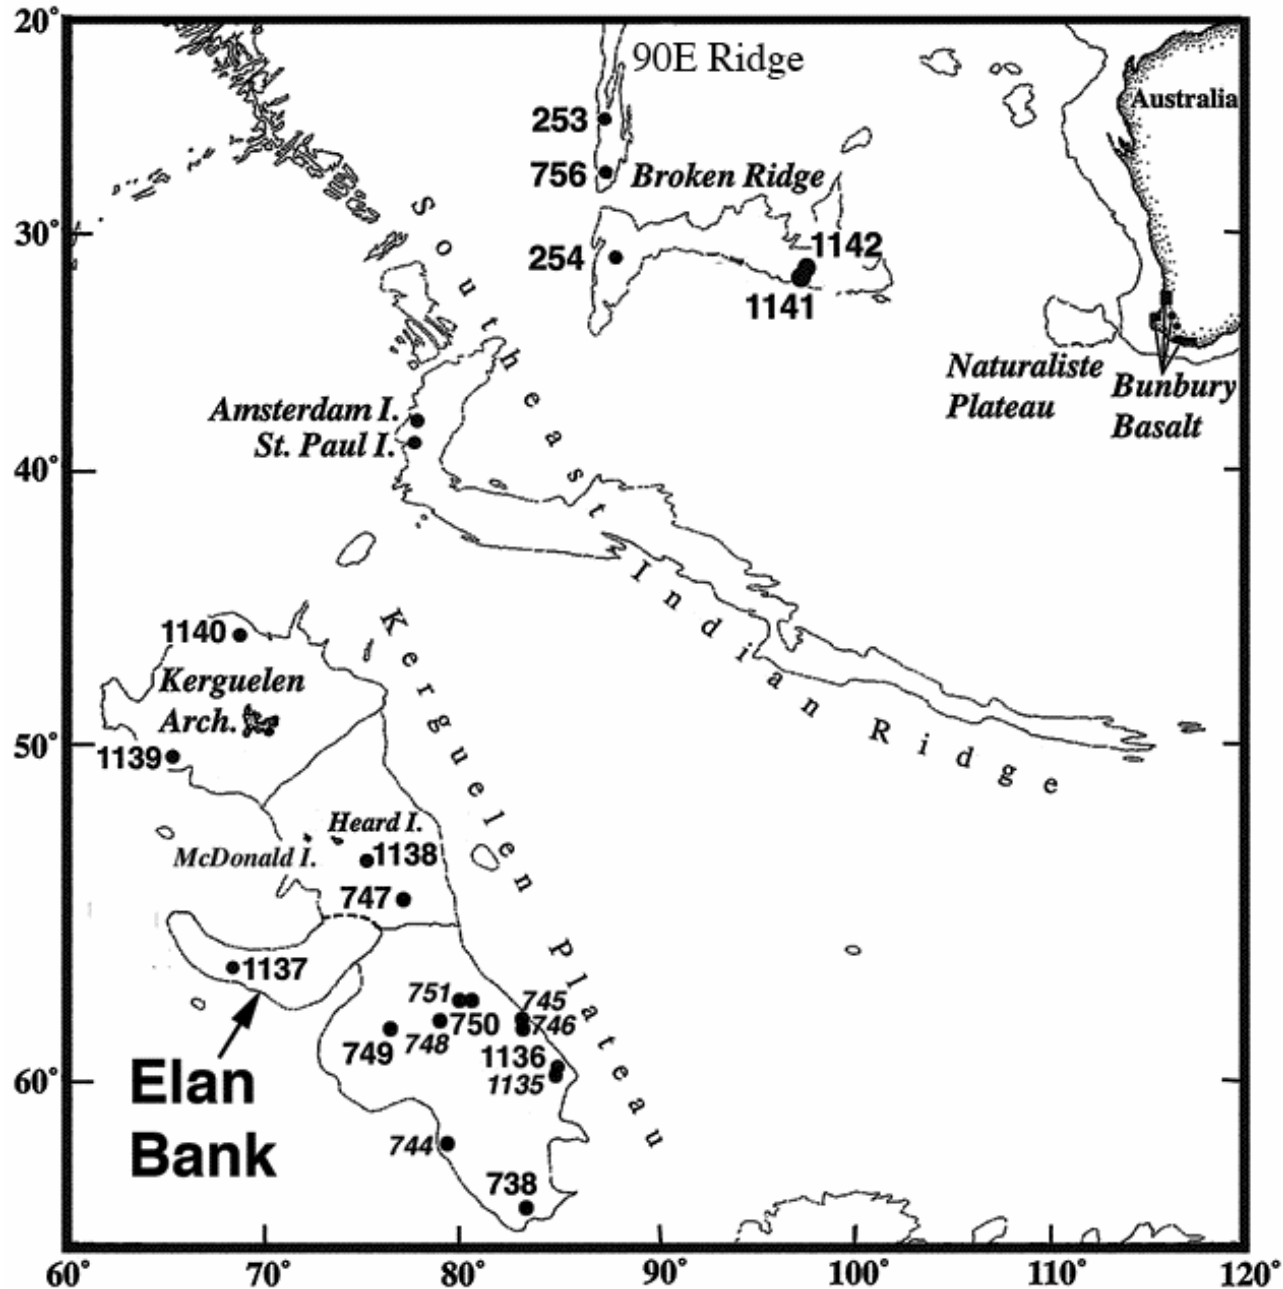 20°
90E Ridge
Australia
253
756
Broken Ridge
Southeast Indian Ridge
30°
254
1142
1141
Naturaliste
Plateau
Bunbury
Basalt
Amsterdam I.
St. Paul I.
40°
Kerguelen Plateau
1140
Kerguelen
Arch.
50°
1139
Heard I.
McDonald I.
1138
747
1137
751
745
750
746
749
748
1136
1135
Elan
Bank
60°
744
738
60°
70°
80°
90°
100°
110°
120°